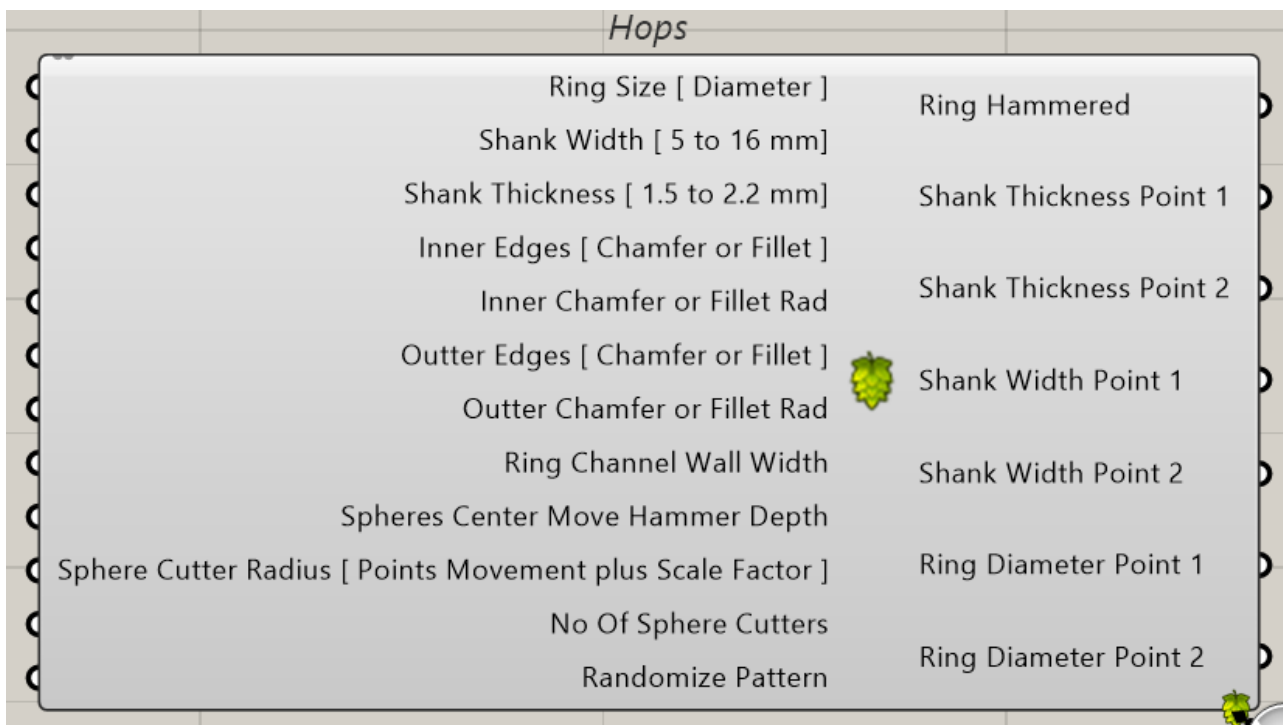 Hops
Ring Size [ Diameter ]
Shank Width [ 5 to 16 mm]
Shank Thickness [ 1.5 to 2.2 mm]
Inner Edges [ Chamfer or Fillet ]
Inner Chamfer or Fillet Rad
Outter Edges [ Chamfer or Fillet ]
Outter Chamfer or Fillet Rad
Ring Channel Wall Width
Spheres Center Move Hammer Depth
Sphere Cutter Radius [ Points Movement plus Scale Factor ]
No Of Sphere Cutters
Randomize Pattern
Ring Hammered
Shank Thickness Point 1
Shank Thickness Point 2
Shank Width Point 1
Shank Width Point 2
Ring Diameter Point 1
Ring Diameter Point 2